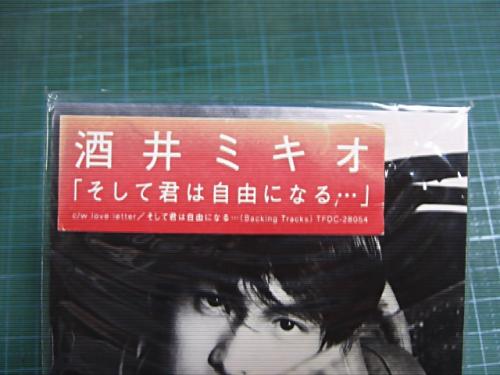 酒井ミキオ
「そして君は自由になる…」
c/w love letter／そして君は自由になる…(Backing Tracks) TFDC-28054